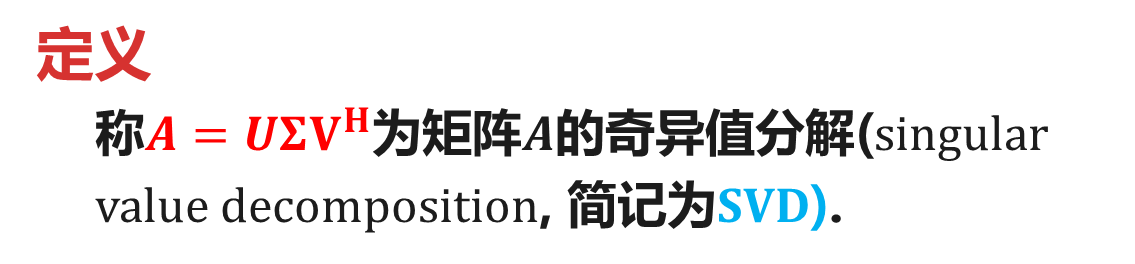 定义
称A = UΣV^H为矩阵A的奇异值分解(singular
value decomposition, 简记为SVD).